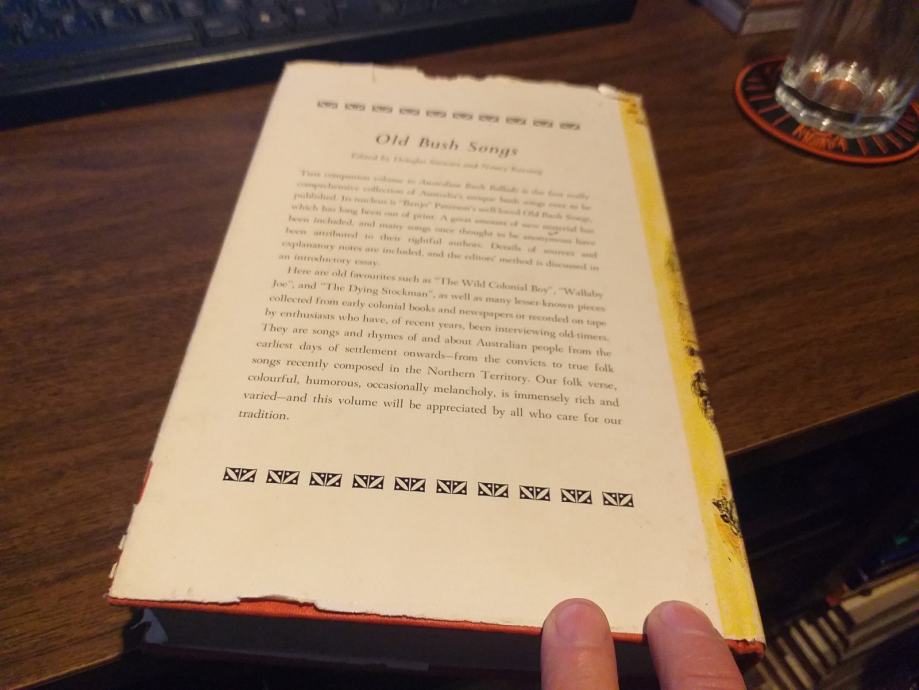 Old Bush Songs
Edited by Douglas Stewart and Nancy Keesing
This companion volume to Australian Bush Ballads is the first really
comprehensive collection of Australia's unique bush songs ever to be
published. Its nucleus is "Banjo" Paterson's well-loved Old Bush Songs,
which has long been out of print. A great amount of new material has
been included, and many songs once thought to be anonymous have
been attributed to their rightful authors. Details of sources and
explanatory notes are included, and the editors' method is discussed in
an introductory essay.
Here are old favourites such as "The Wild Colonial Boy", "Wallaby
Joe", and "The Dying Stockman", as well as many lesser-known pieces
collected from early colonial books and newspapers or recorded on tape
by enthusiasts who have, of recent years, been interviewing old-timers.
They are songs and rhymes of and about Australian people from the
earliest days of settlement onwards—from the convicts to true folk
songs recently composed in the Northern Territory. Our folk verse,
colourful, humorous, occasionally melancholy, is immensely rich and
varied—and this volume will be appreciated by all who care for our
tradition.